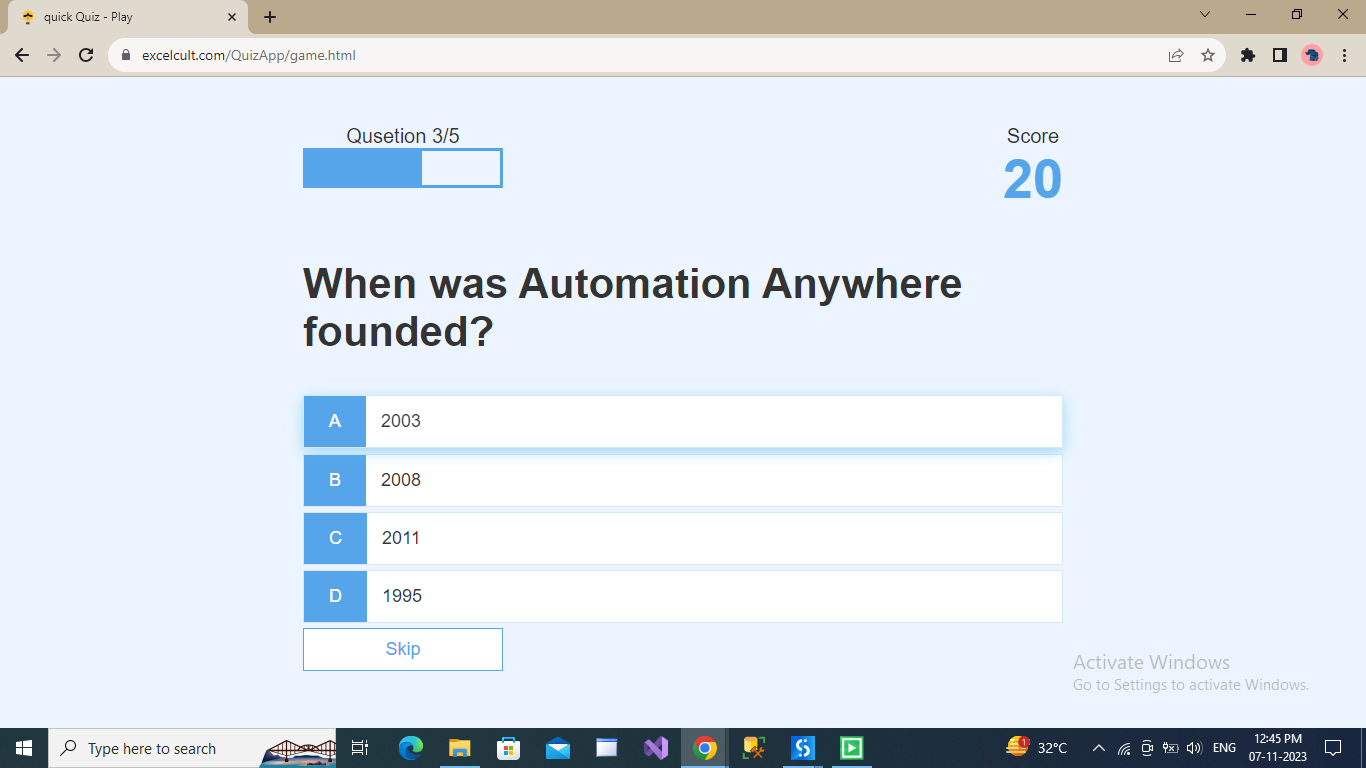 quick Quiz - Play
excelcult.com/QuizApp/game.html
Qusetion 3/5
Score
20
When was Automation Anywhere
founded?
A 2003
B 2008
C 2011
D 1995
Skip
Activate Windows
Go to Settings to activate Windows.
Type here to search
1
32°C
ENG
12:45 PM
07-11-2023